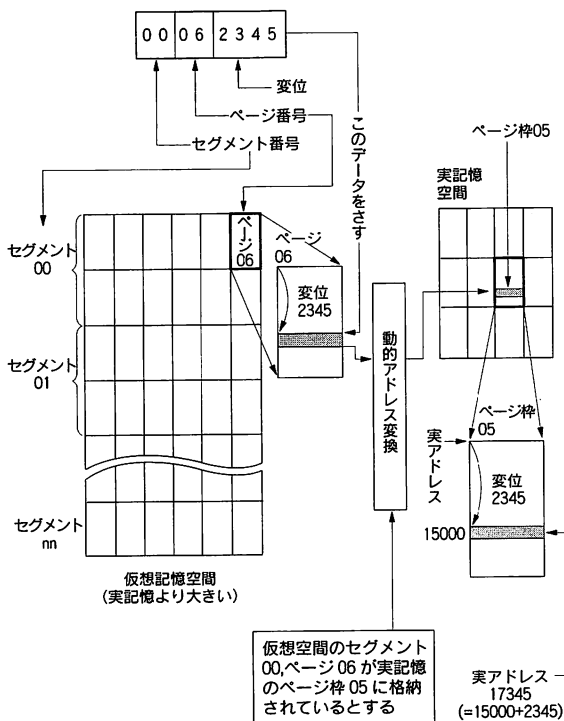 00 06 2345
変位
ページ番号
セグメント番号
このデータをさす
ページ枠05
実記憶
空間
セグメント
00
ページ
06
ページ
06
変位
2345
セグメント
01
動的アドレス変換
ページ枠
05
実アドレス
変位
2345
15000
セグメント
nn
仮想記憶空間
(実記憶より大きい)
仮想空間のセグメント
00,ページ06が実記憶
のページ枠05に格納
されているとする
実アドレス
17345
(=15000+2345)